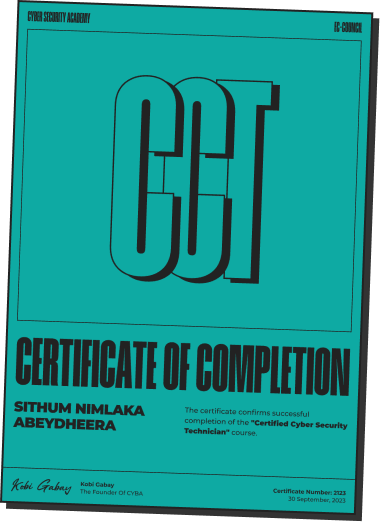 CYBER SECURITY ACADEMY
EC-COUNCIL
CCT
CERTIFICATE OF COMPLETION
SITHUM NIMLAKA
ABEYDHEERA
The certificate confirms successful
completion of the "Certified Cyber Security
Technician" course.
Kobi Gabay
Kobi Gabay
The Founder Of CYBA
Certificate Number: 2123
30 September, 2023